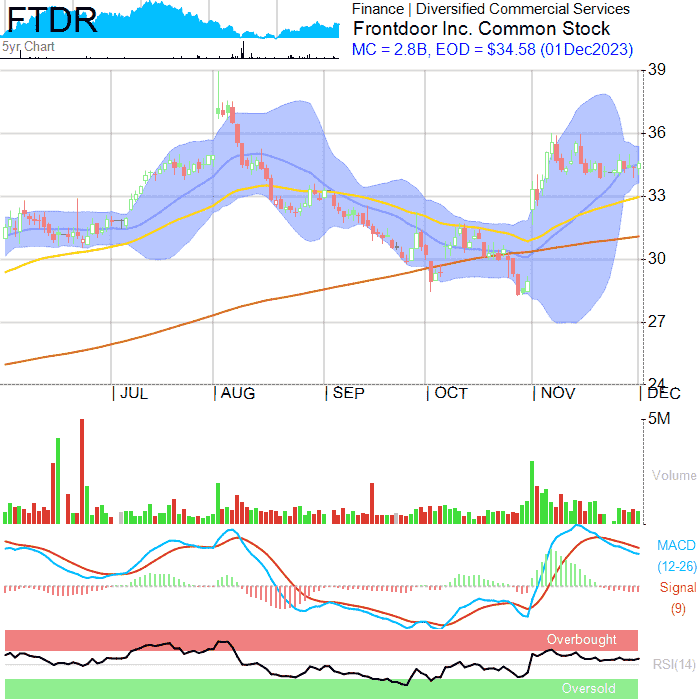 FTDR
5yr. Chart
Finance | Diversified Commercial Services
Frontdoor Inc. Common Stock
MC = 2.8B, EOD = $34.58 (01Dec2023)
39
36
33
30
27
24
JUL AUG SEP OCT NOV DEC
5M
Volume
MACD
(12-26)
Signal
(9)
Overbought
RSI(14)
Oversold